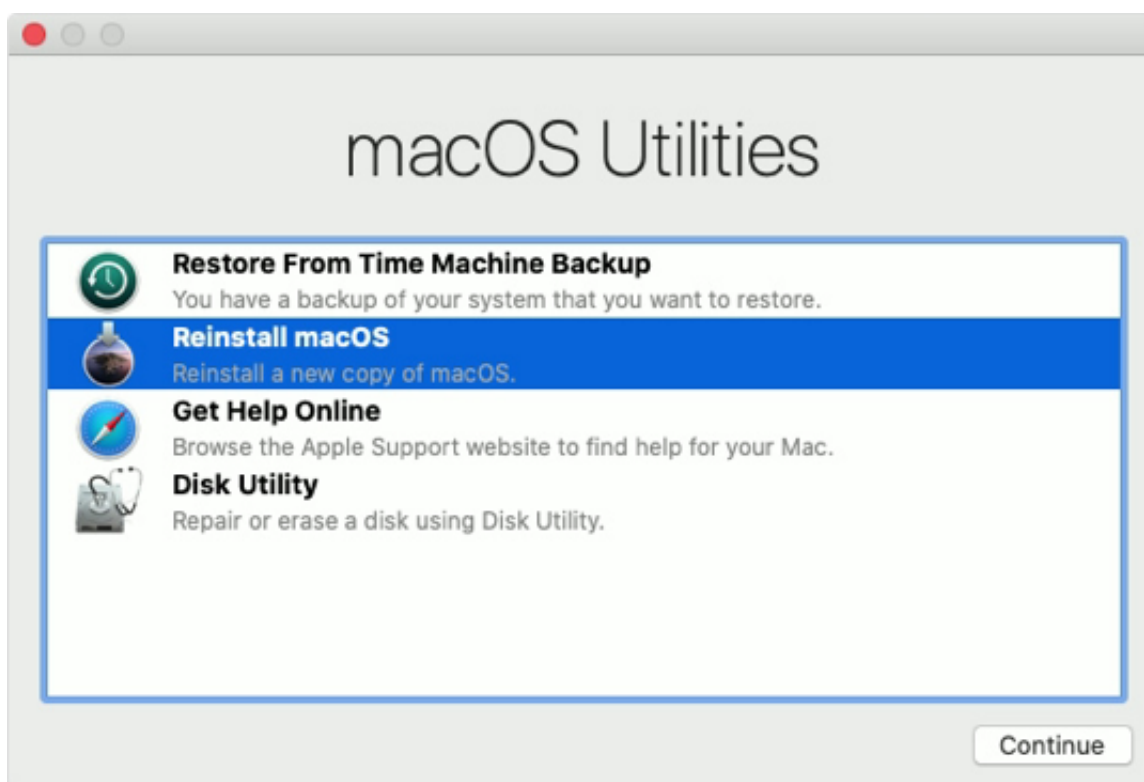 macOS Utilities
Restore From Time Machine Backup
You have a backup of your system that you want to restore.
Reinstall macOS
Reinstall a new copy of macOS.
Get Help Online
Browse the Apple Support website to find help for your Mac.
Disk Utility
Repair or erase a disk using Disk Utility.
Continue